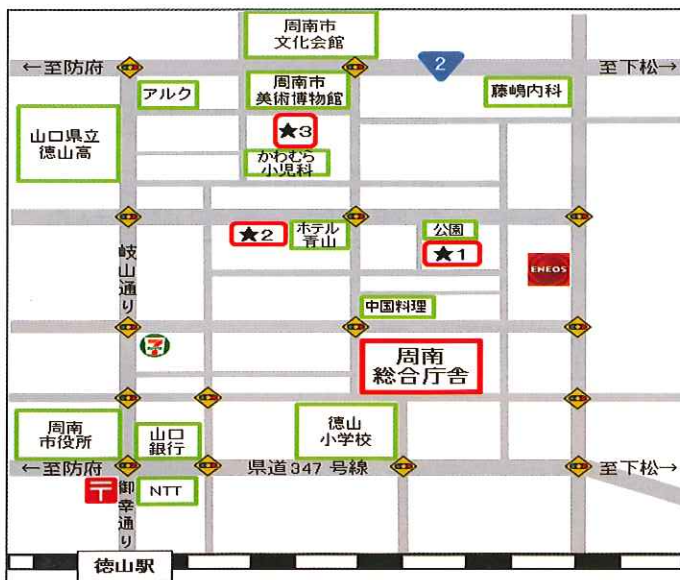 周南市
文化会館
←至防府
2
至下松→
アルク
周南市
美術博物館
藤嶋内科
山口県立
徳山高
★3
かわむら
小児科
★2
ホテル
青山
公園
★1
岐山通り
ENEOS
中国料理
7
周南
総合庁舎
周南
市役所
山口
銀行
徳山
小学校
←至防府
県道347号線
至下松→
〒
御幸通り
NTT
徳山駅